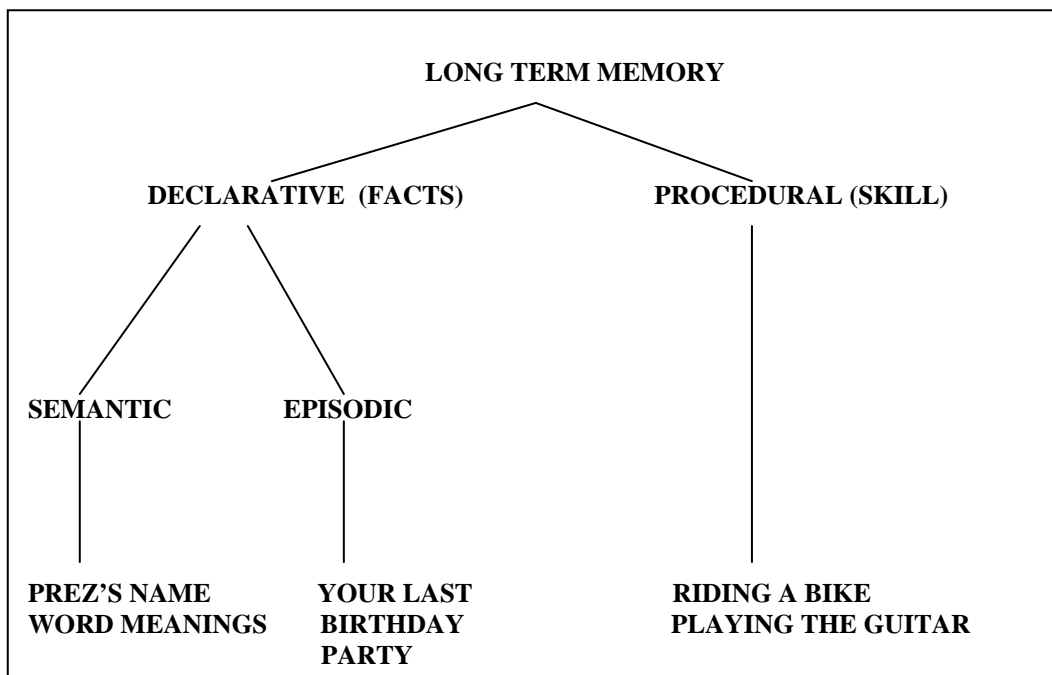 LONG TERM MEMORY
DECLARATIVE (FACTS)
PROCEDURAL (SKILL)
SEMANTIC
EPISODIC
PREZ’S NAME
WORD MEANINGS
YOUR LAST
BIRTHDAY
PARTY
RIDING A BIKE
PLAYING THE GUITAR